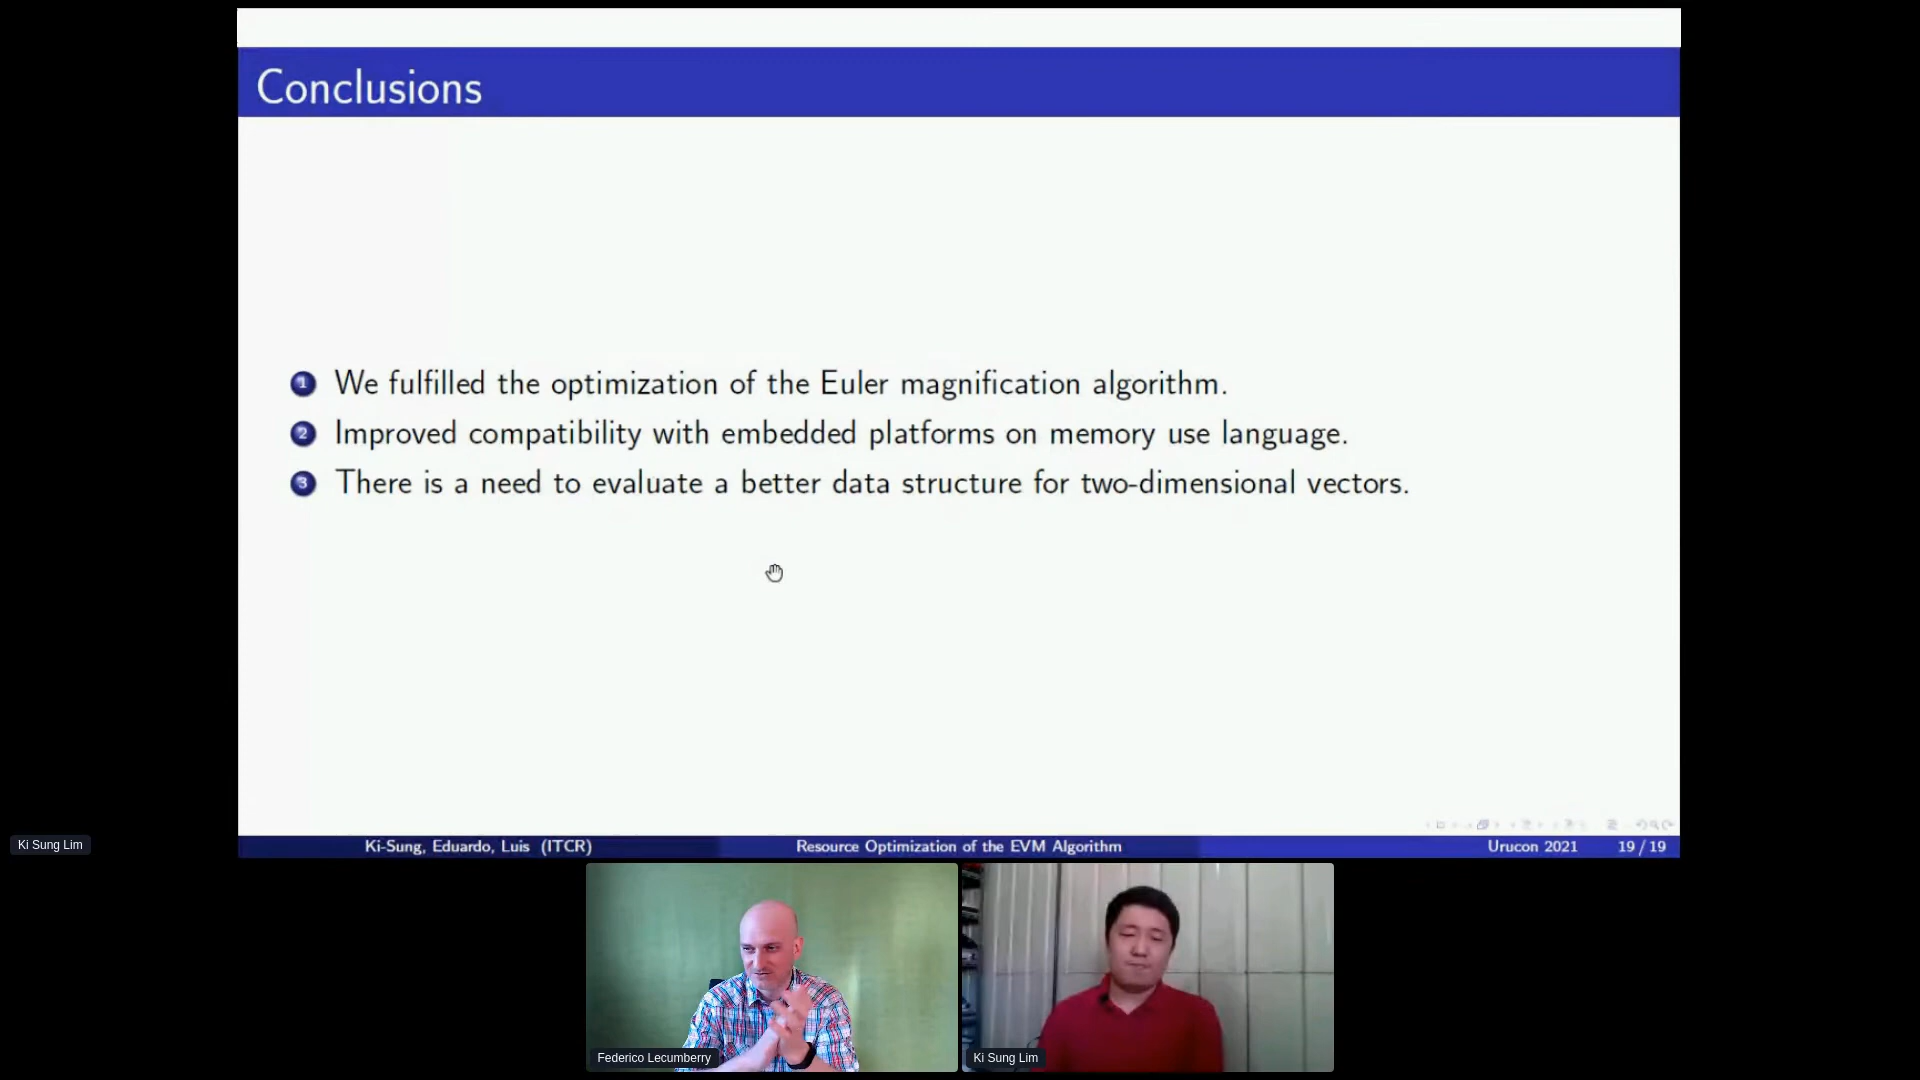 Conclusions
1 We fulfilled the optimization of the Euler magnification algorithm.
2 Improved compatibility with embedded platforms on memory use language.
3 There is a need to evaluate a better data structure for two-dimensional vectors.
Ki Sung Lim
Ki-Sung, Eduardo, Luis (ITCR) Resource Optimization of the EVM Algorithm Urucon 2021 19 / 19
Federico Lecumberry
Ki Sung Lim